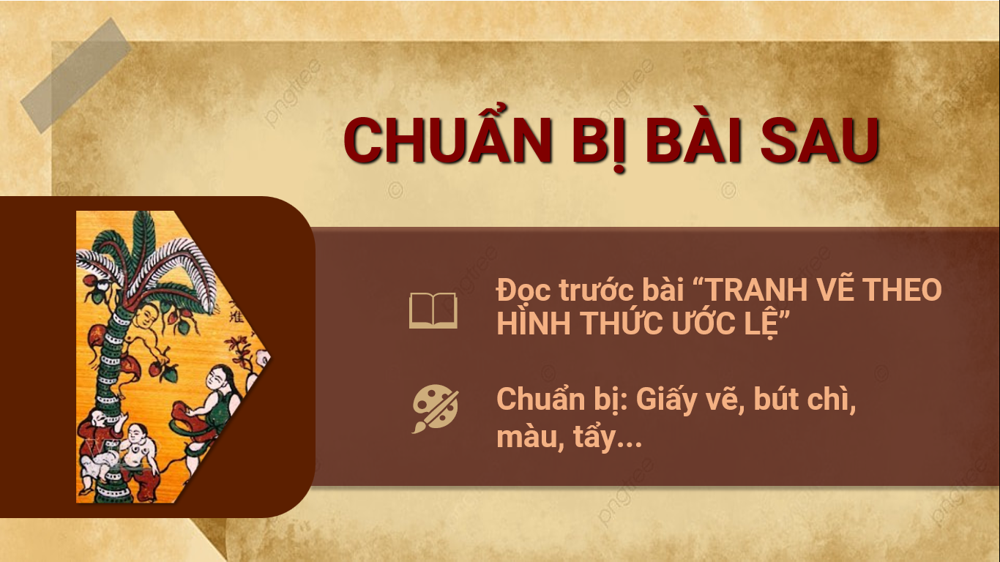 CHUẨN BỊ BÀI SAU
Đọc trước bài “TRANH VẼ THEO
HÌNH THỨC ƯỚC LỆ”
Chuẩn bị: Giấy vẽ, bút chì,
màu, tẩy...
pngtree